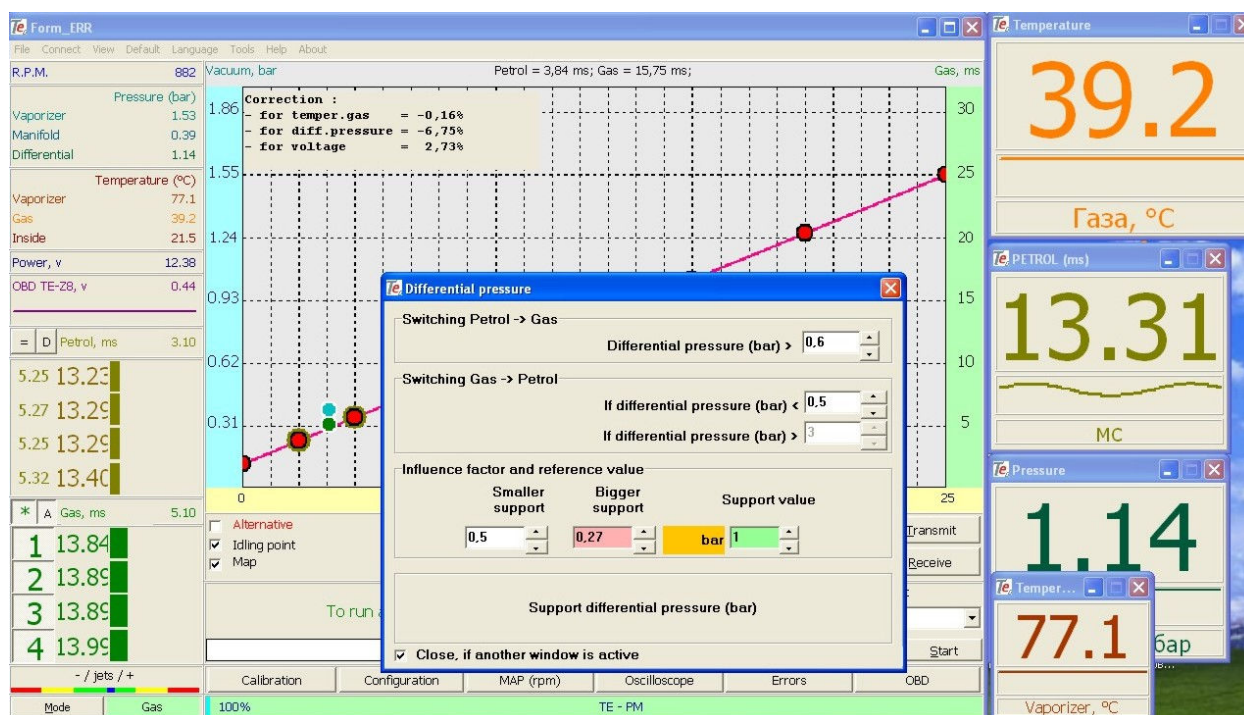 Te Form_ERR
File Connect View Default Language Tools Help About
R.P.M. 882
Pressure (bar)
Vaporizer 1.53
Manifold 0.39
Differential 1.14
Temperature (ºC)
Vaporizer 77.1
Gas 39.2
Inside 21.5
Power, v 12.38
OBD TE-Z8, v 0.44
= D Petrol, ms 3.10
5.25 13.23
5.27 13.29
5.25 13.29
5.32 13.40
* A Gas, ms 5.10
1 13.84
2 13.89
3 13.89
4 13.99
- / jets / +
Mode Gas
Vacuum, bar Petrol = 3,84 ms; Gas = 15,75 ms; Gas, ms
Correction :
- for temper.gas = -0,16%
- for diff.pressure = -6,75%
- for voltage = 2,73%
1.86 30
1.55 25
1.24 20
0.93 15
0.62 10
0.31 5
0 25
Alternative
Idling point
Map
Transmit
Receive
To run
Start
Calibration Configuration MAP (rpm) Oscilloscope Errors OBD
100% TE - PM
Te Differential pressure
Switching Petrol -> Gas
Differential pressure (bar) > 0,6
Switching Gas -> Petrol
If differential pressure (bar) < 0,5
If differential pressure (bar) > 3
Influence factor and reference value
Smaller support Bigger support Support value
0,5 0,27 bar 1
Support differential pressure (bar)
Close, if another window is active
Te Temperature
39.2
Газа, °C
Te PETROL (ms)
13.31
МС
Te Pressure
1.14
бар
Te Temper...
77.1
Vaporizer, ºC